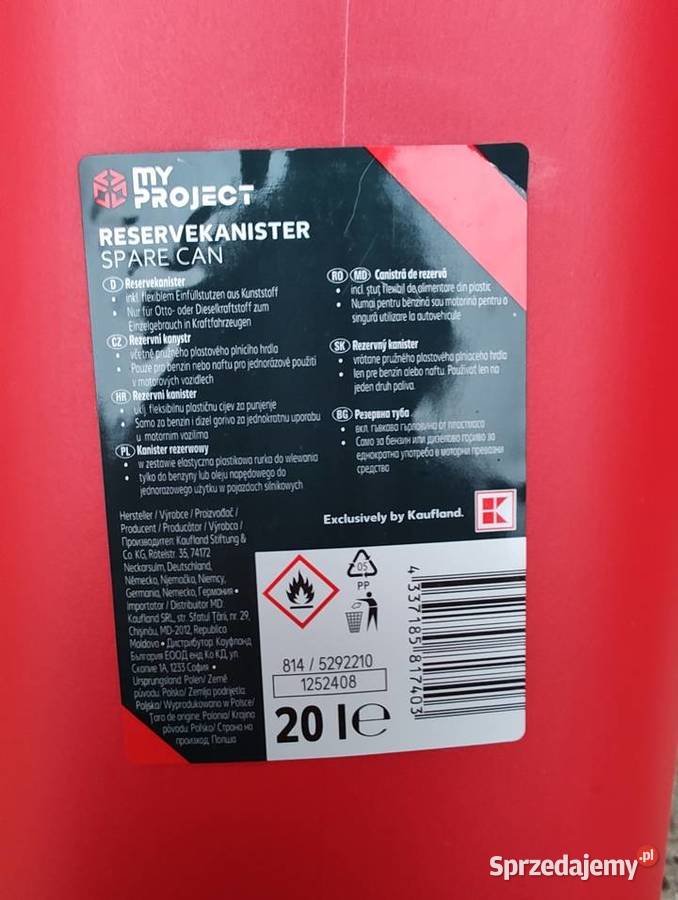 MY
PROJECT
RESERVEKANISTER
SPARE CAN
D Reservekanister
• inkl. flexiblem Einfüllstutzen aus Kunststoff
• Nur für Otto- oder Dieselkraftstoff zum
Einzelgebrauch in Kraftfahrzeugen
CZ Rezervní kanystr
• včetně pružného plastového plnicího hrdla
• Pouze pro benzin nebo naftu pro jednorázové použití
v motorových vozidlech
HR Rezervni kanister
• uklj. fleksibilnu plastičnu cijev za punjenje
• Samo za benzin i dizel goriva za jednokratnu uporabu
u motornim vozilima
PL Kanister rezerwowy
• w zestawie elastyczna plastikowa rurka do wlewania
• tylko do benzyny lub oleju napędowego do
jednorazowego użytku w pojazdach silnikowych
RO MD Canistră de rezervă
• incl. ștuț flexibil de alimentare din plastic
• Numai pentru benzină sau motorină pentru o
singură utilizare la autovehicule
SK Rezervný kanister
• vrátane pružného plastového plniaceho hrdla
• len pre benzín alebo naftu. Používať len na
jeden druh paliva.
BG Резервна туба
• вкл. гъвкава гърловина от пластмаса
• Само за бензин или дизелово гориво за
еднократна употреба в моторни превозни
средства
Hersteller / Výrobce / Proizvođač /
Producent / Producător / Výrobca /
Производител: Kaufland Stiftung &
Co. KG, Rötelstr. 35, 74172
Neckarsulm, Deutschland,
Německo, Njemačka, Niemcy,
Germania, Nemecko, Германия •
Importator / Distribuitor MD:
Kaufland SRL, str. Sfatul Țării, nr. 29,
Chișinău, MD-2012, Republica
Moldova • Дистрибутор: Кауфланд
България ЕООД енд Ко КД, ул.
Скопие 1А, 1233 София •
Ursprungsland: Polen/ Země
původu: Polsko/ Zemlja podrijetla:
Poljska/ Wyprodukowano w Polsce/
Țara de origine: Polonia/ Krajina
pôvodu: Poľsko/ Страна на
произход: Полша
Exclusively by Kaufland.
05
PP
814 / 5292210
1252408
20 l e
4 337185 817403
Sprzedajemy.pl